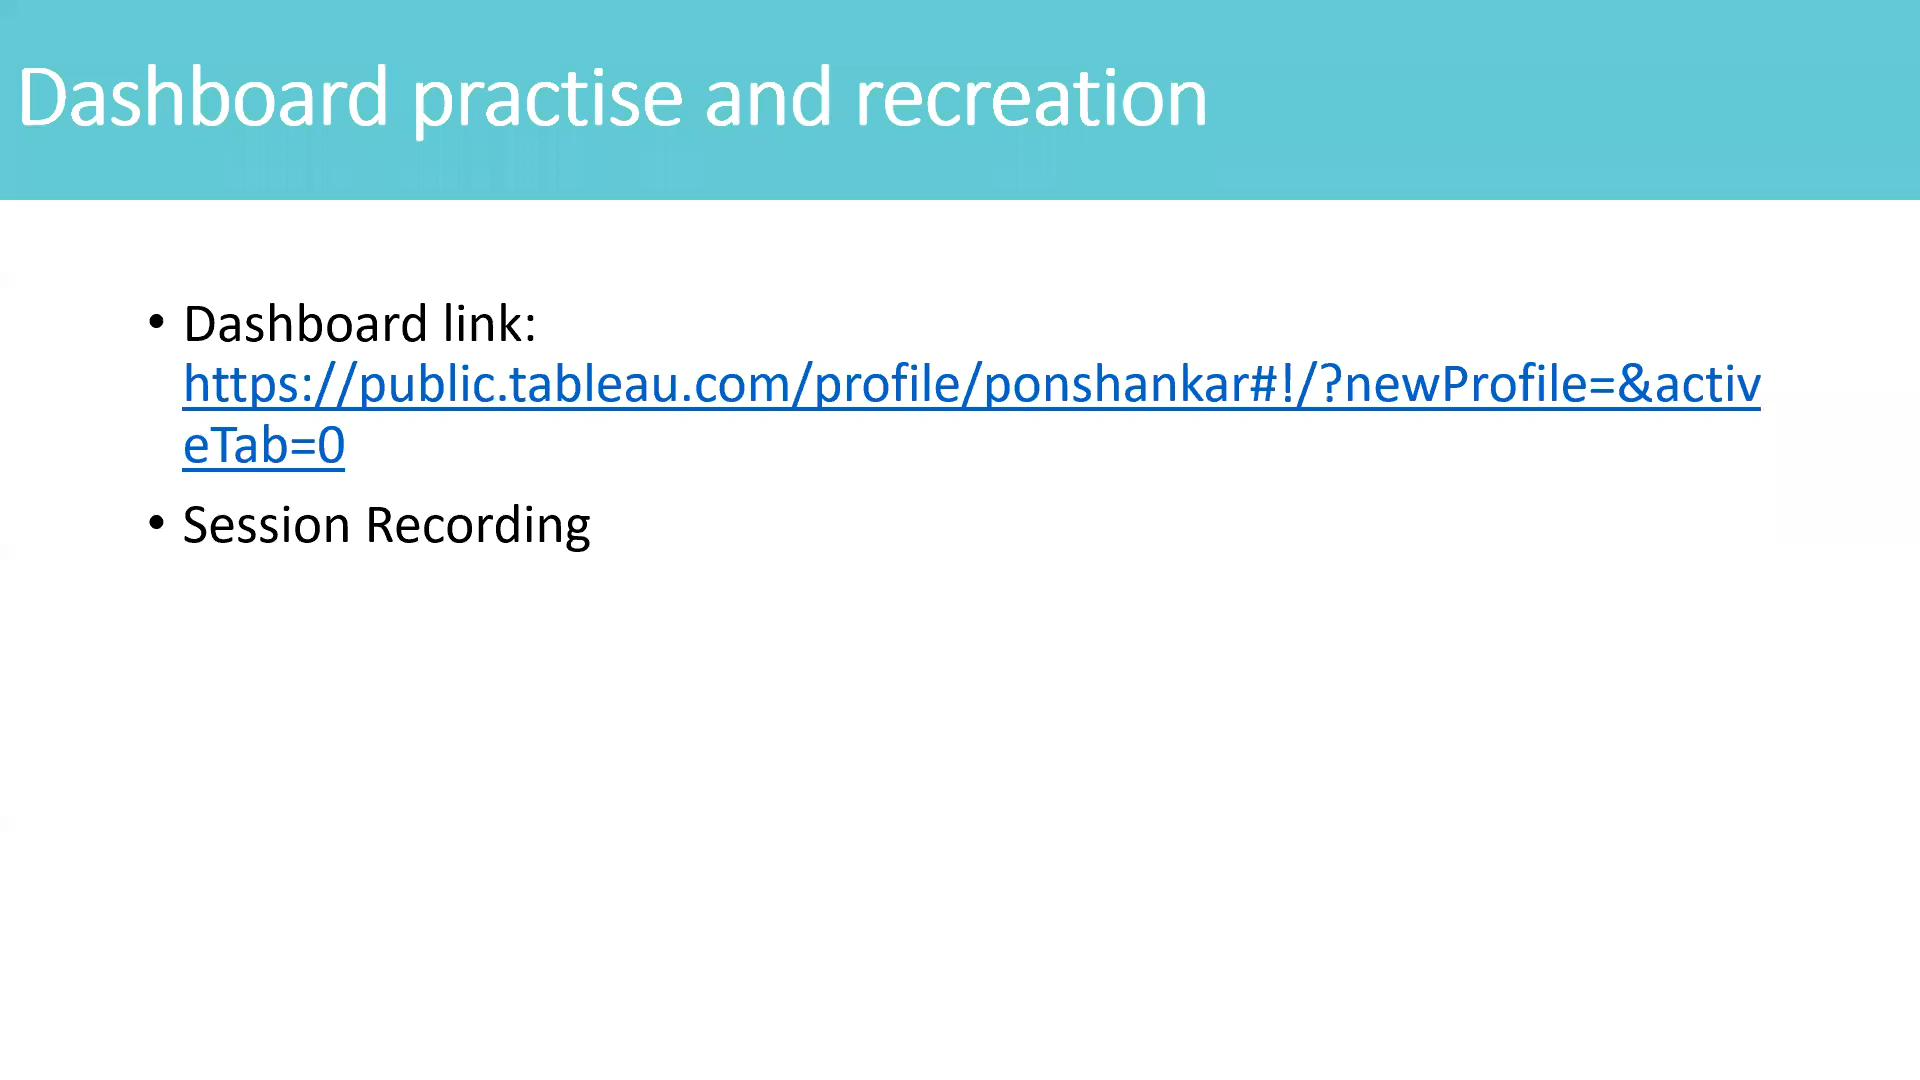 Dashboard practise and recreation
• Dashboard link:
https://public.tableau.com/profile/ponshankar#!/?newProfile=&activ
eTab=0
• Session Recording